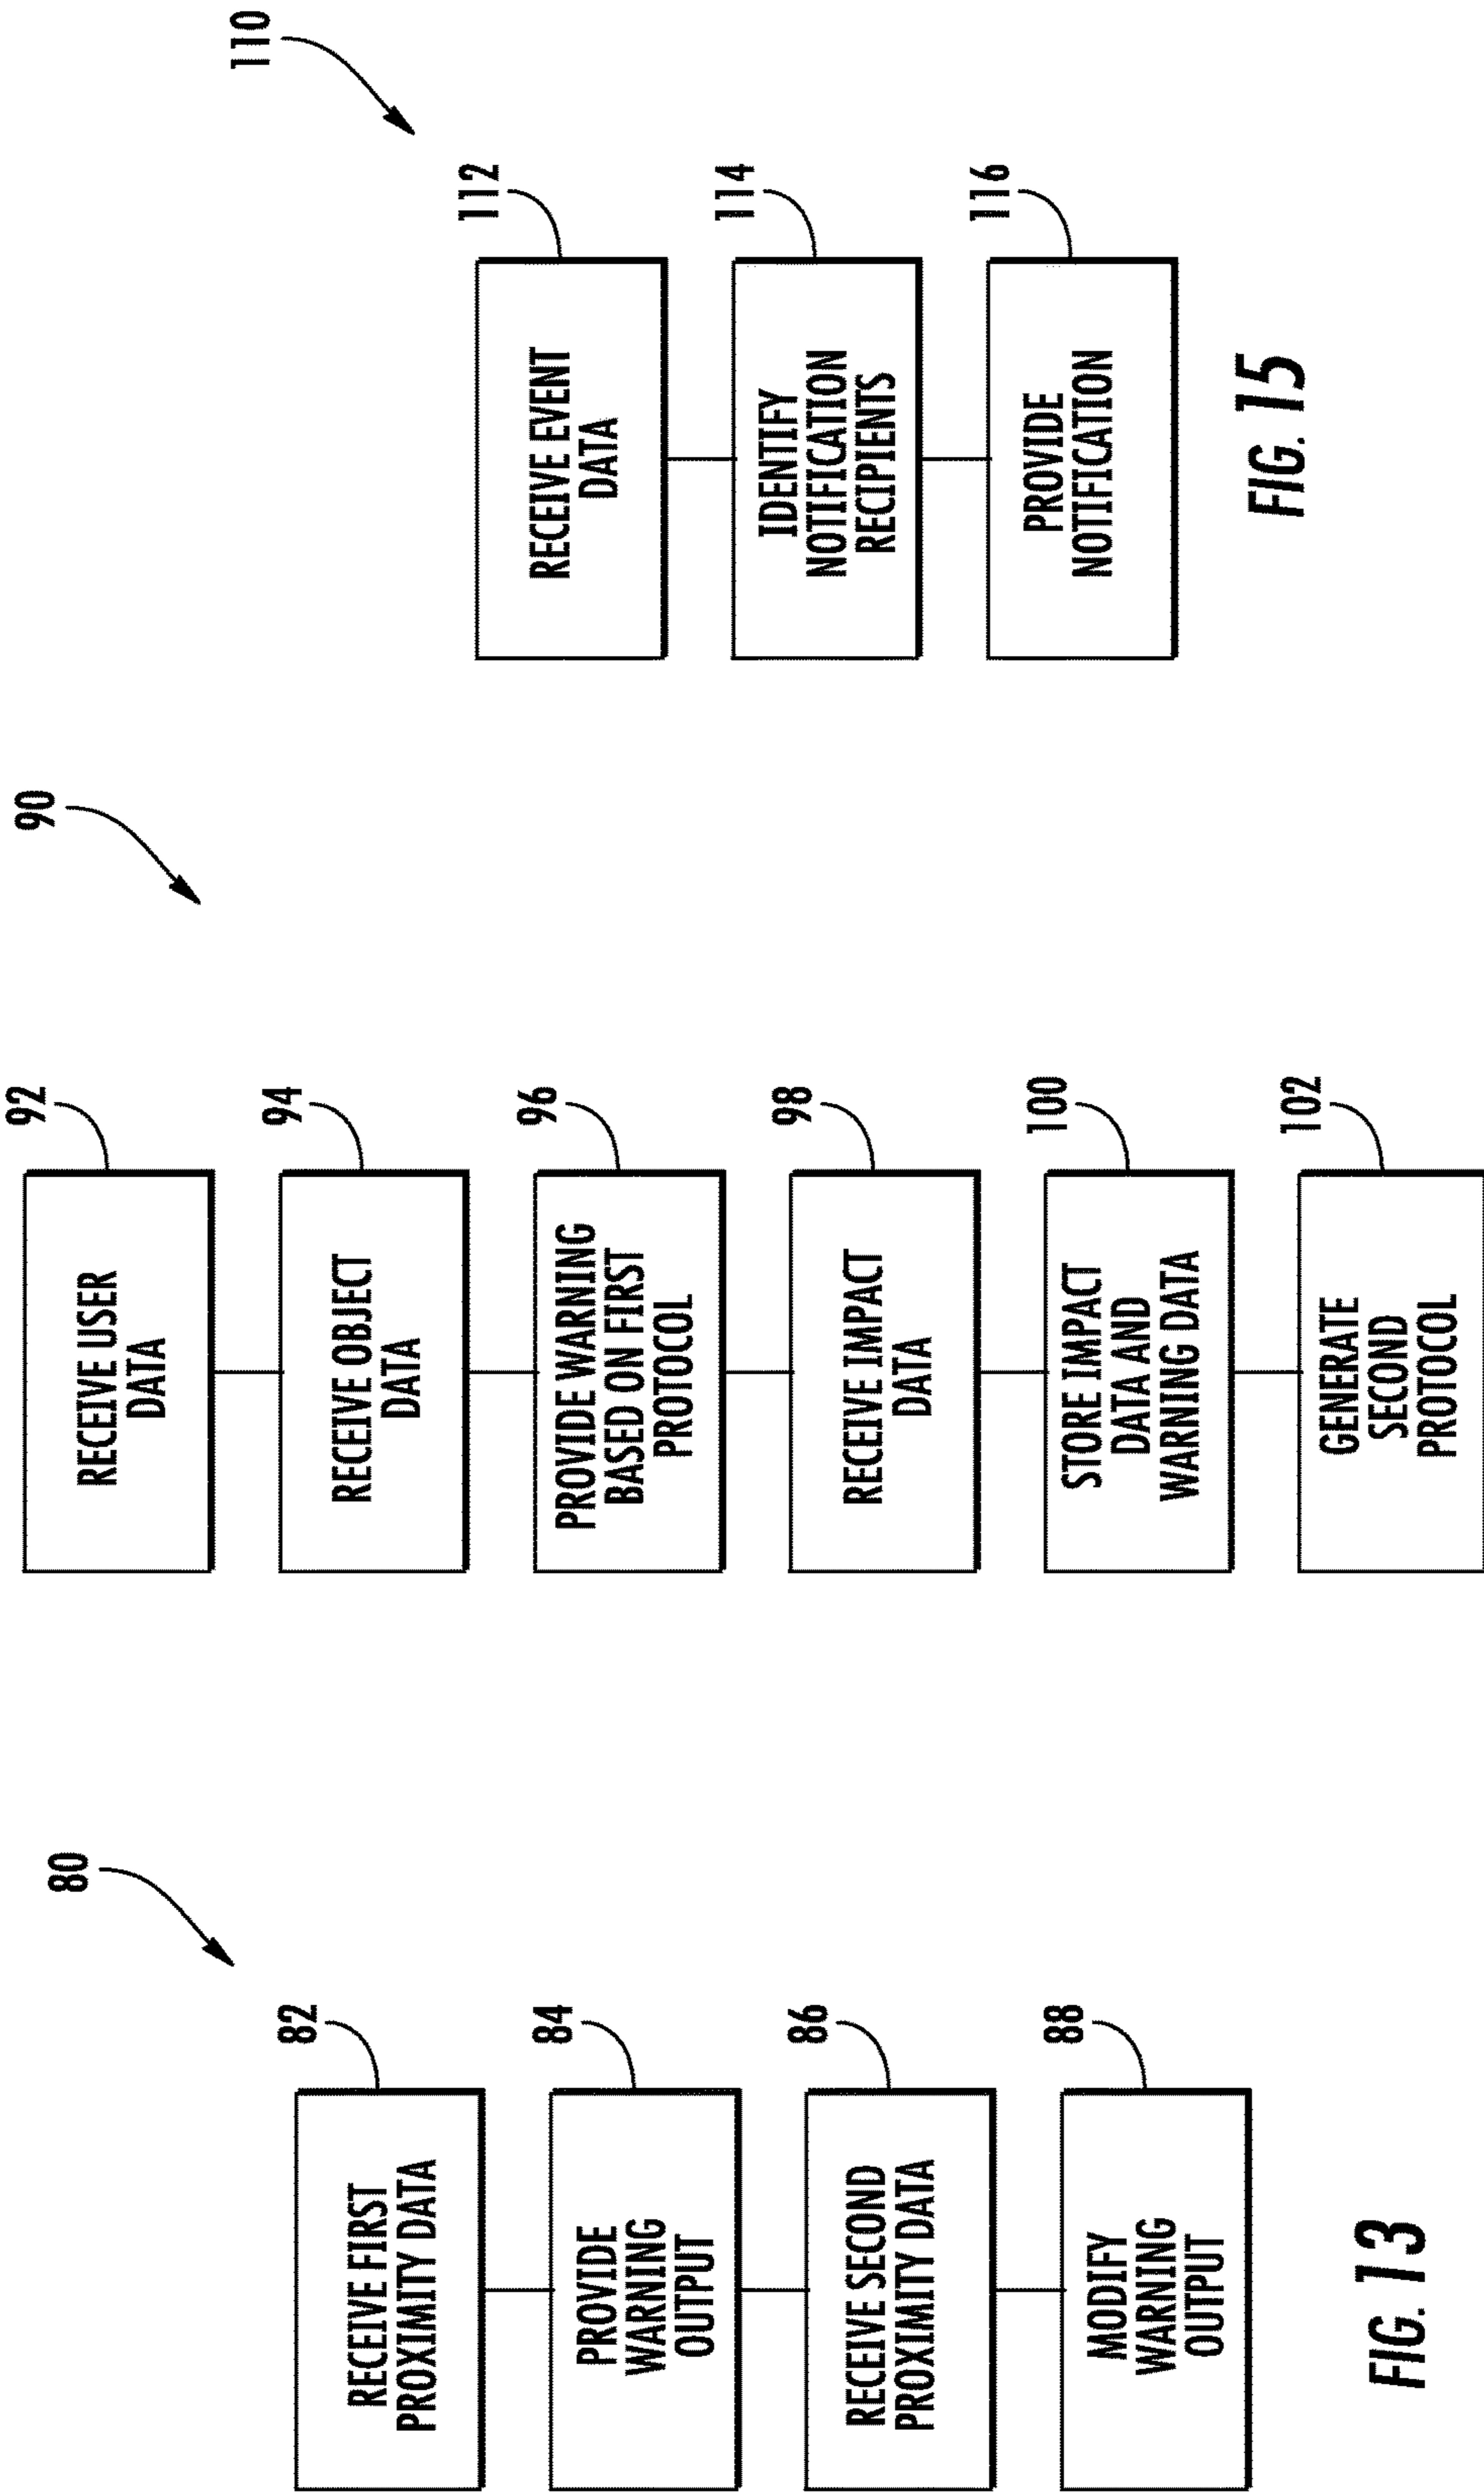 80
82
RECEIVE FIRST
PROXIMITY DATA
84
PROVIDE
WARNING
OUTPUT
86
RECEIVE SECOND
PROXIMITY DATA
88
MODIFY
WARNING
OUTPUT
FIG. 13
90
92
RECEIVE USER
DATA
94
RECEIVE OBJECT
DATA
96
PROVIDE WARNING
BASED ON FIRST
PROTOCOL
98
RECEIVE IMPACT
DATA
100
STORE IMPACT
DATA AND
WARNING DATA
102
GENERATE
SECOND
PROTOCOL
110
112
RECEIVE EVENT
DATA
114
IDENTIFY
NOTIFICATION
RECIPIENTS
116
PROVIDE
NOTIFICATION
FIG. 15